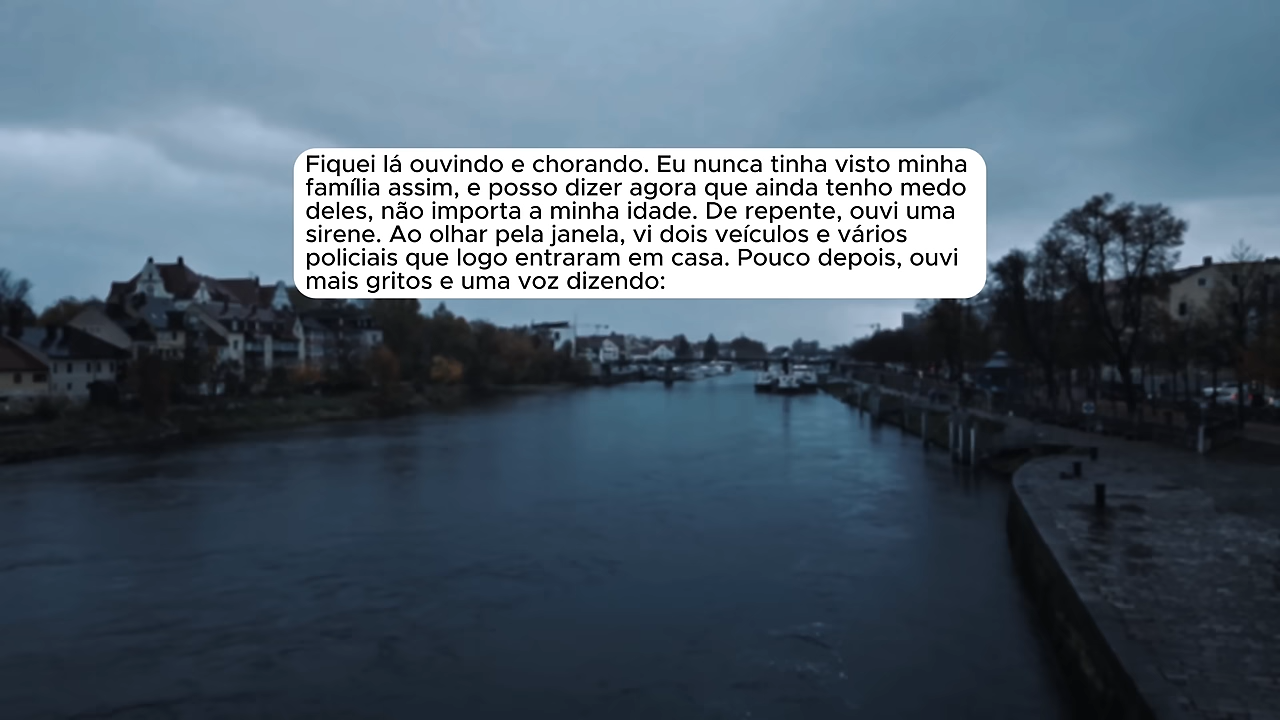 Fiquei lá ouvindo e chorando. Eu nunca tinha visto minha
família assim, e posso dizer agora que ainda tenho medo
deles, não importa a minha idade. De repente, ouvi uma
sirene. Ao olhar pela janela, vi dois veículos e vários
policiais que logo entraram em casa. Pouco depois, ouvi
mais gritos e uma voz dizendo: